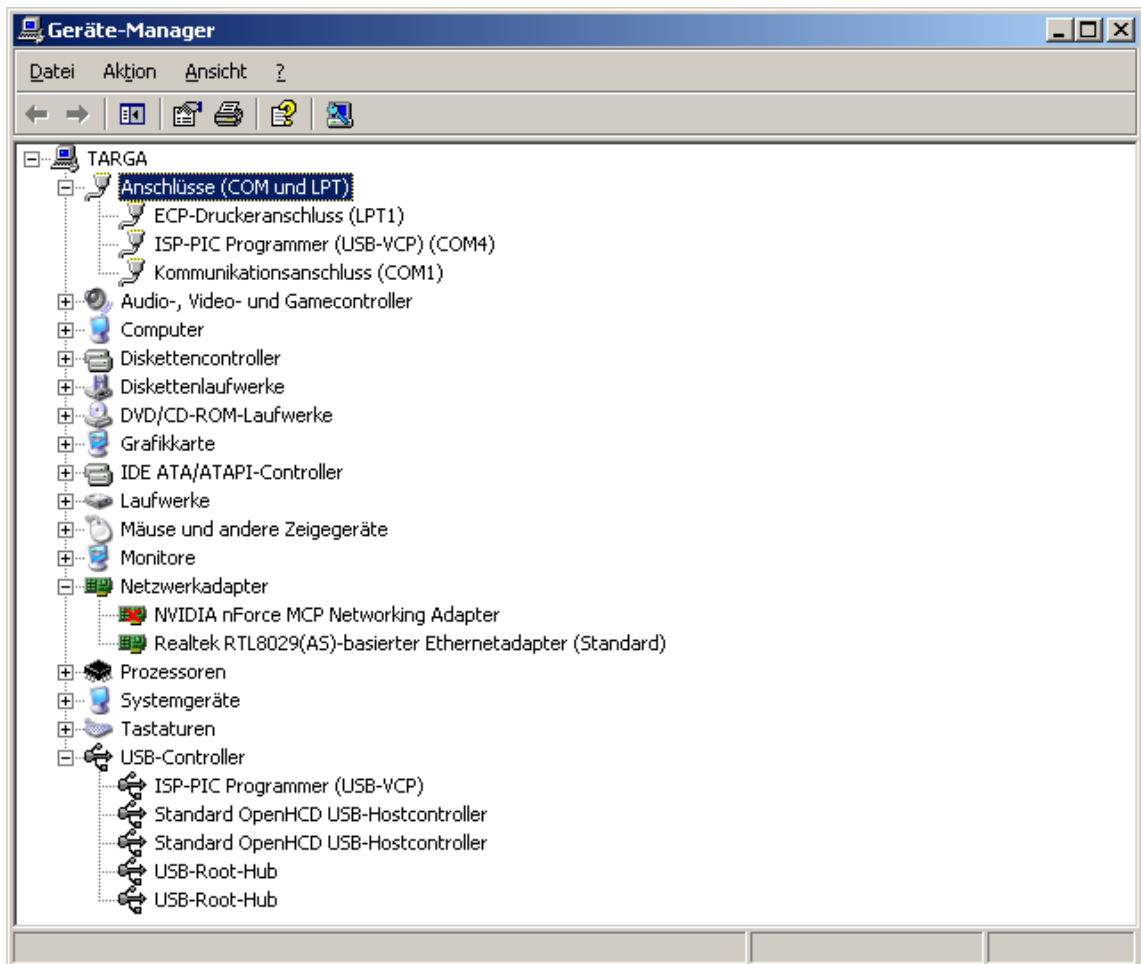 Geräte-Manager
Datei Aktion Ansicht ?
TARGA
Anschlüsse (COM und LPT)
ECP-Druckeranschluss (LPT1)
ISP-PIC Programmer (USB-VCP) (COM4)
Kommunikationsanschluss (COM1)
Audio-, Video- und Gamecontroller
Computer
Diskettencontroller
Diskettenlaufwerke
DVD/CD-ROM-Laufwerke
Grafikkarte
IDE ATA/ATAPI-Controller
Laufwerke
Mäuse und andere Zeigegeräte
Monitore
Netzwerkadapter
NVIDIA nForce MCP Networking Adapter
Realtek RTL8029(AS)-basierter Ethernetadapter (Standard)
Prozessoren
Systemgeräte
Tastaturen
USB-Controller
ISP-PIC Programmer (USB-VCP)
Standard OpenHCD USB-Hostcontroller
Standard OpenHCD USB-Hostcontroller
USB-Root-Hub
USB-Root-Hub